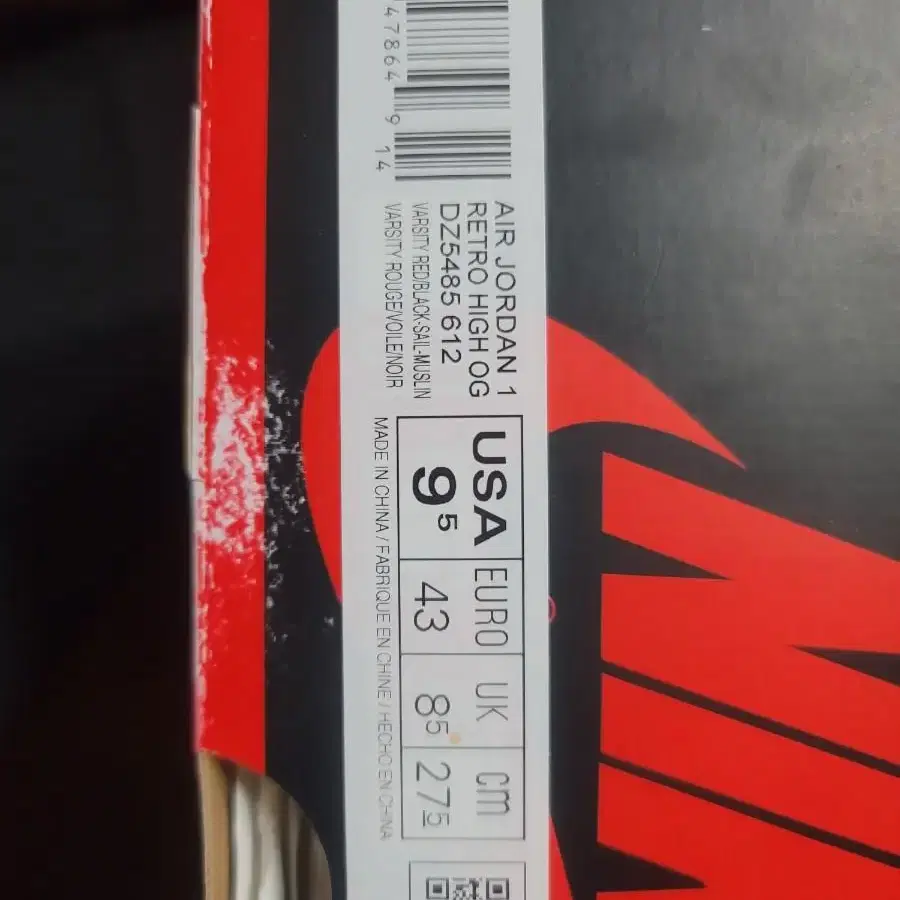 47864 9 14
AIR JORDAN 1
RETRO HIGH OG
DZ5485 612
VARSITY RED/BLACK-SAIL-MUSLIN
VARSITY ROUGE/VOILE/NOIR
USA EURO UK cm
9⁵ 43 8⁵ 27⁵
MADE IN CHINA / FABRIQUE EN CHINE / HECHO EN CHINA